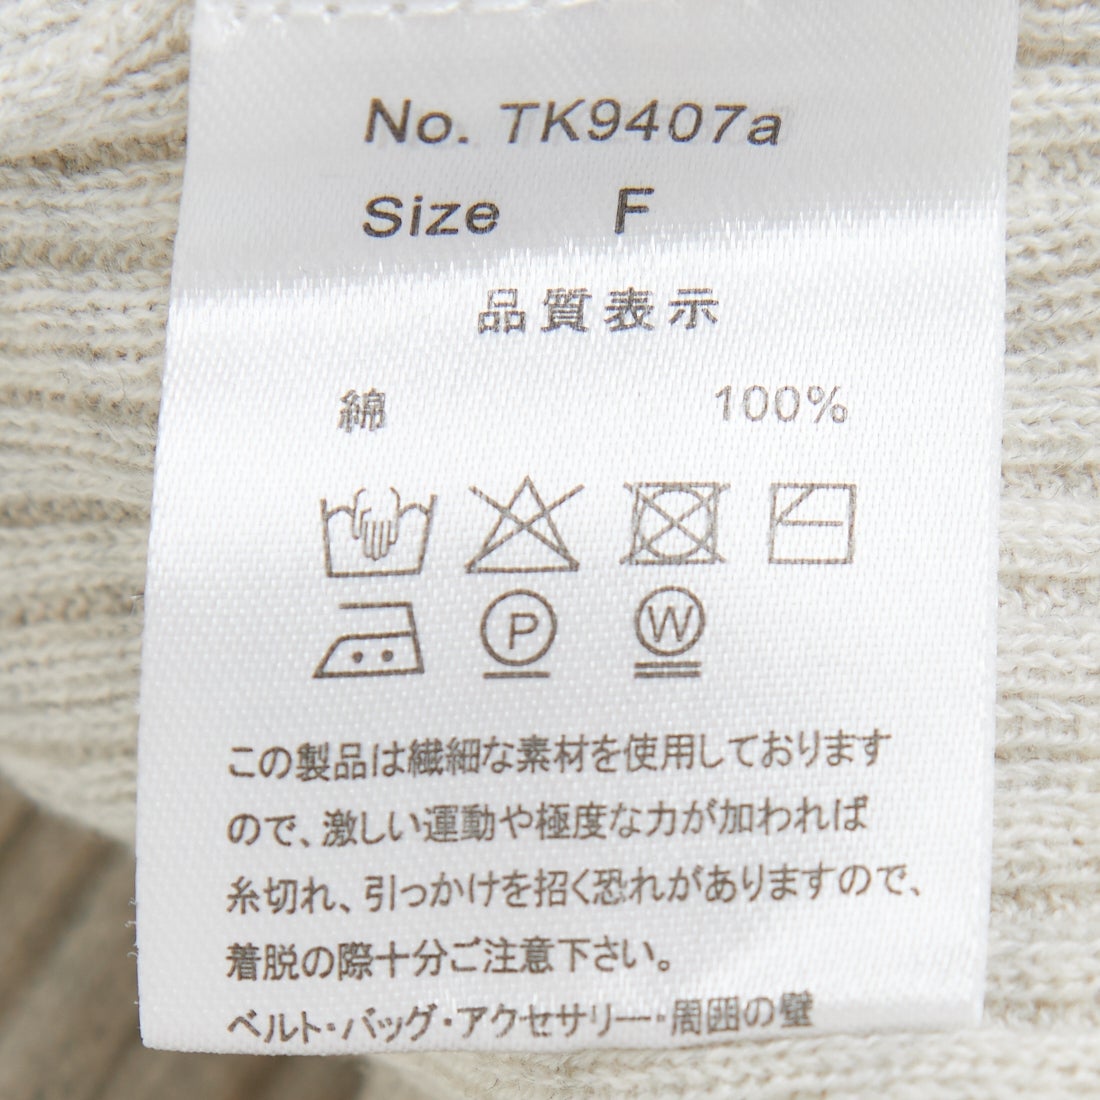 No. TK9407a
Size F
品質表示
綿 100%
P W
この製品は繊細な素材を使用しております
ので、激しい運動や極度な力が加われば
糸切れ、引っかけを招く恐れがありますので、
着脱の際十分ご注意下さい。
ベルト・バッグ・アクセサリー・周囲の壁